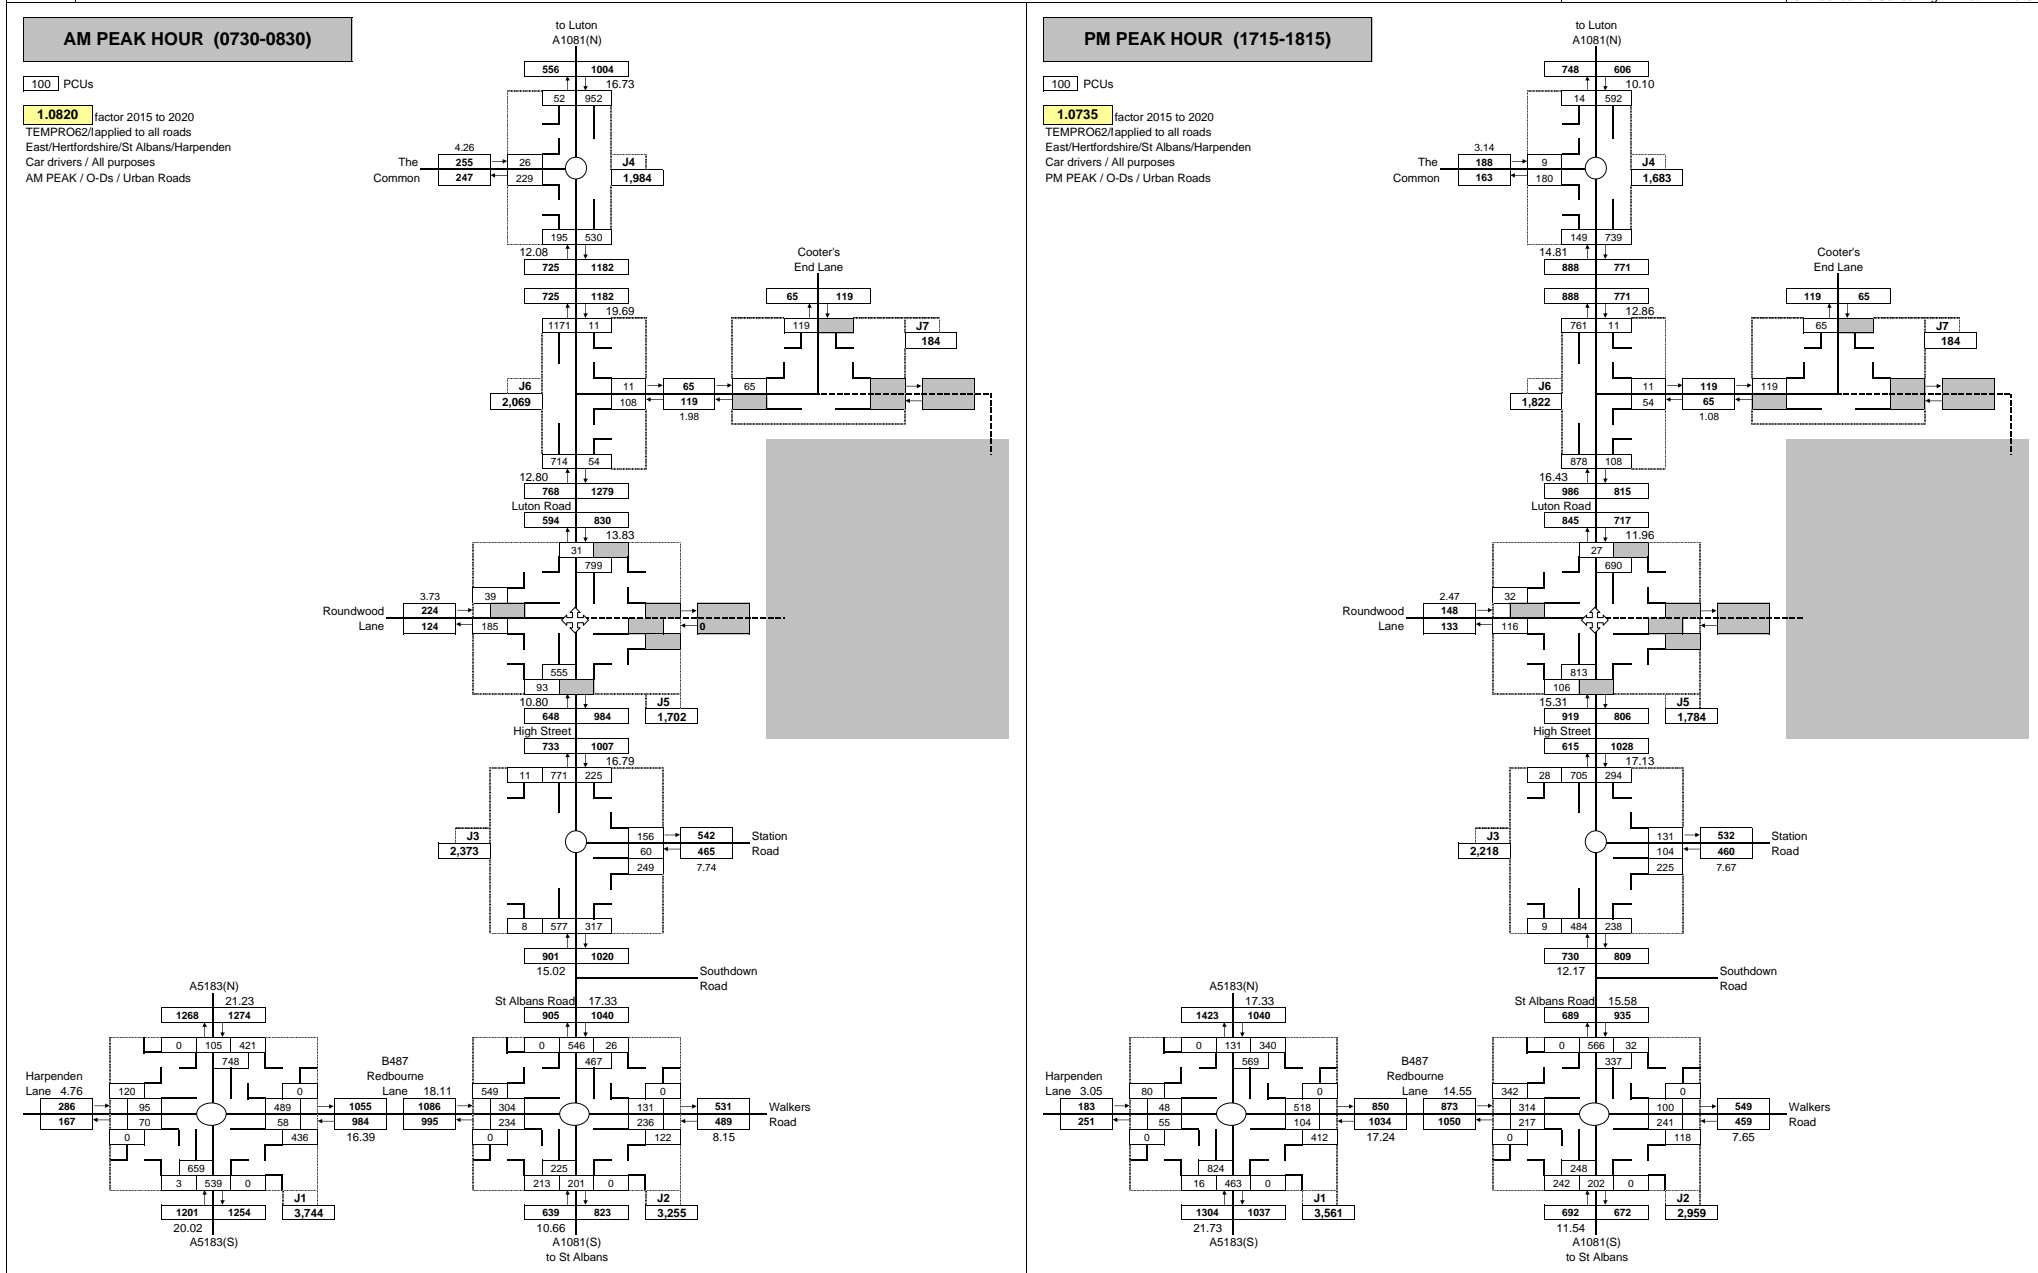 AM PEAK HOUR (0730-0830)
100 PCUs
1.0820 factor 2015 to 2020
TEMPRO62/lapplied to all roads
East/Hertfordshire/St Albans/Harpenden
Car drivers / All purposes
AM PEAK / O-Ds / Urban Roads
to Luton
A1081(N)
556 1004
16.73
52 952
4.26
The 255 26 J4
Common 247 229 1,984
195 530
12.08
725 1182
Cooter's
End Lane
725 1182
65 119
19.69
1171 11
119 J7
184
J6 11 65 65
2,069 108 119
1.98
714 54
12.80
768 1279
Luton Road
594 830
13.83
31
799
3.73 39
Roundwood 224
Lane 124 185 0
555
93
10.80 J5
648 984 1,702
High Street
733 1007
16.79
11 771 225
J3 156 542 Station
2,373 60 465 Road
249 7.74
8 577 317
901 1020
15.02 Southdown
Road
A5183(N)
21.23
1268 1274
0 105 421
748
Harpenden
Lane 4.76 120 0
286 95 489 1055
167 70 58 984
0 436 16.39
659
3 539 0
J1
1201 1254 3,744
20.02
A5183(S)
St Albans Road 17.33
905 1040
0 546 26
467
B487
Redbourne
Lane 18.11 549 0
1086 304 131 531 Walkers
995 234 236 489 Road
0 122 8.15
225
213 201 0
J2
639 823 3,255
10.66
A1081(S)
to St Albans
PM PEAK HOUR (1715-1815)
100 PCUs
1.0735 factor 2015 to 2020
TEMPRO62/lapplied to all roads
East/Hertfordshire/St Albans/Harpenden
Car drivers / All purposes
PM PEAK / O-Ds / Urban Roads
to Luton
A1081(N)
748 606
10.10
14 592
3.14
The 188 9 J4
Common 163 180 1,683
149 739
14.81
888 771
Cooter's
End Lane
888 771
119 65
12.86
761 11
65 J7
184
J6 11 119 119
1,822 54 65
1.08
878 108
16.43
986 815
Luton Road
845 717
11.96
27
690
2.47 32
Roundwood 148
Lane 133 116
813
106
15.31 J5
919 806 1,784
High Street
615 1028
17.13
28 705 294
J3 131 532 Station
2,218 104 460 Road
225 7.67
9 484 238
730 809
12.17 Southdown
Road
A5183(N)
17.33
1423 1040
0 131 340
569
Harpenden
Lane 3.05 80 0
183 48 518 850
251 55 104 1034
0 412 17.24
824
16 463 0
J1
1304 1037 3,561
21.73
A5183(S)
St Albans Road 15.58
689 935
0 566 32
337
B487
Redbourne
Lane 14.55 342 0
873 314 100 549 Walkers
1050 217 241 459 Road
0 118 7.65
248
242 202 0
J2
692 672 2,959
11.54
A1081(S)
to St Albans